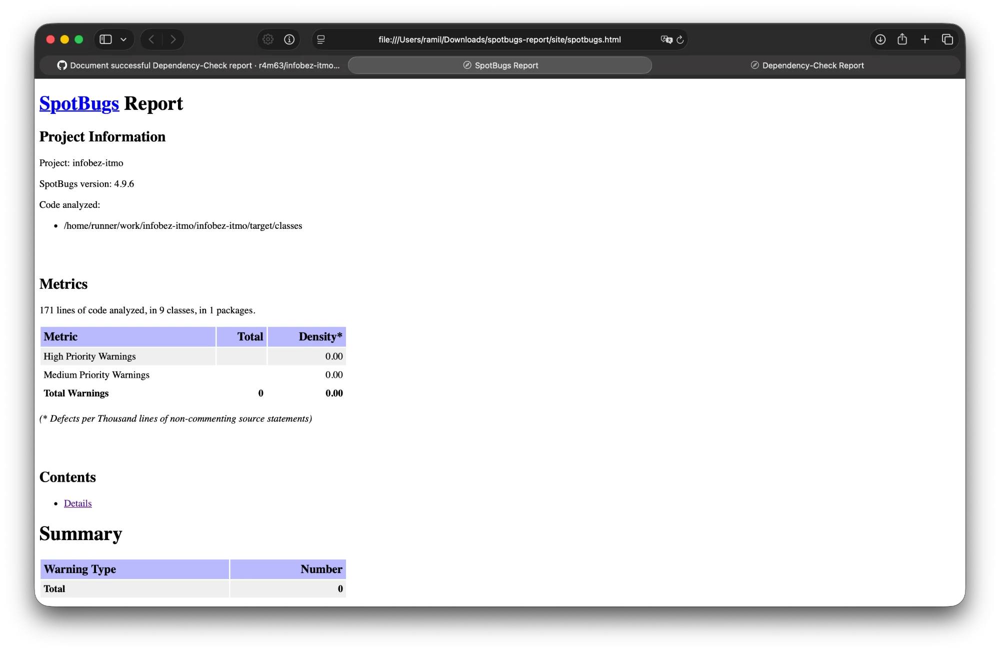 file:///Users/ramil/Downloads/spotbugs-report/site/spotbugs.html
Document successful Dependency-Check report · r4m63/infobez-itmo...
SpotBugs Report
Dependency-Check Report
SpotBugs Report
Project Information
Project: infobez-itmo
SpotBugs version: 4.9.6
Code analyzed:
• /home/runner/work/infobez-itmo/infobez-itmo/target/classes
Metrics
171 lines of code analyzed, in 9 classes, in 1 packages.
Metric Total Density*
High Priority Warnings 0.00
Medium Priority Warnings 0.00
Total Warnings 0 0.00
(* Defects per Thousand lines of non-commenting source statements)
Contents
• Details
Summary
Warning Type Number
Total 0